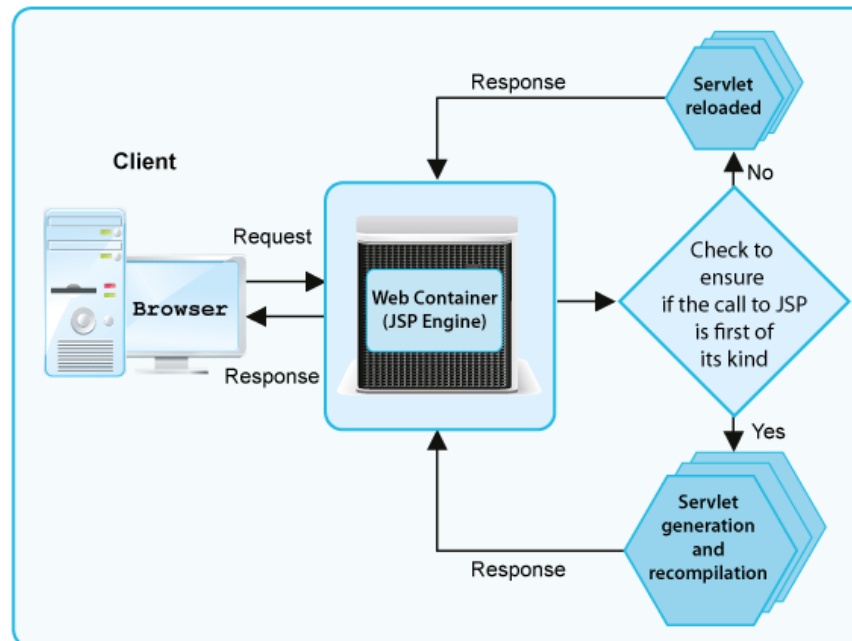 Client
Browser
Request
Response
Web Container
(JSP Engine)
Response
Servlet
reloaded
No
Check to
ensure
if the call to JSP
is first of
its kind
Yes
Servlet
generation
and
recompilation
Response